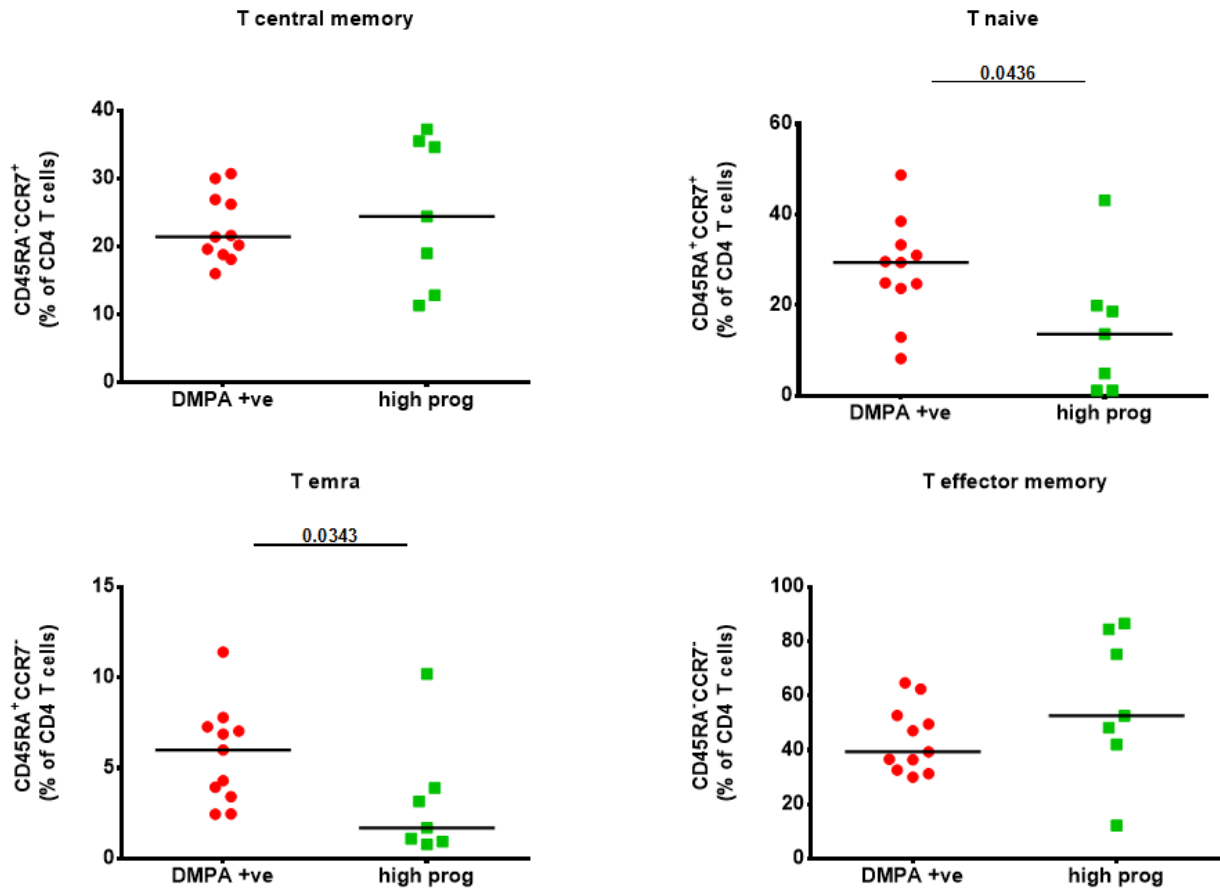 T central memory
CD45RA⁻CCR7⁺
(% of CD4 T cells)
40
30
20
10
0
DMPA +ve
high prog
T naive
0.0436
CD45RA⁺CCR7⁺
(% of CD4 T cells)
60
40
20
0
DMPA +ve
high prog
T emra
0.0343
CD45RA⁺CCR7⁻
(% of CD4 T cells)
15
10
5
0
DMPA +ve
high prog
T effector memory
CD45RA⁻CCR7⁻
(% of CD4 T cells)
100
80
60
40
20
0
DMPA +ve
high prog